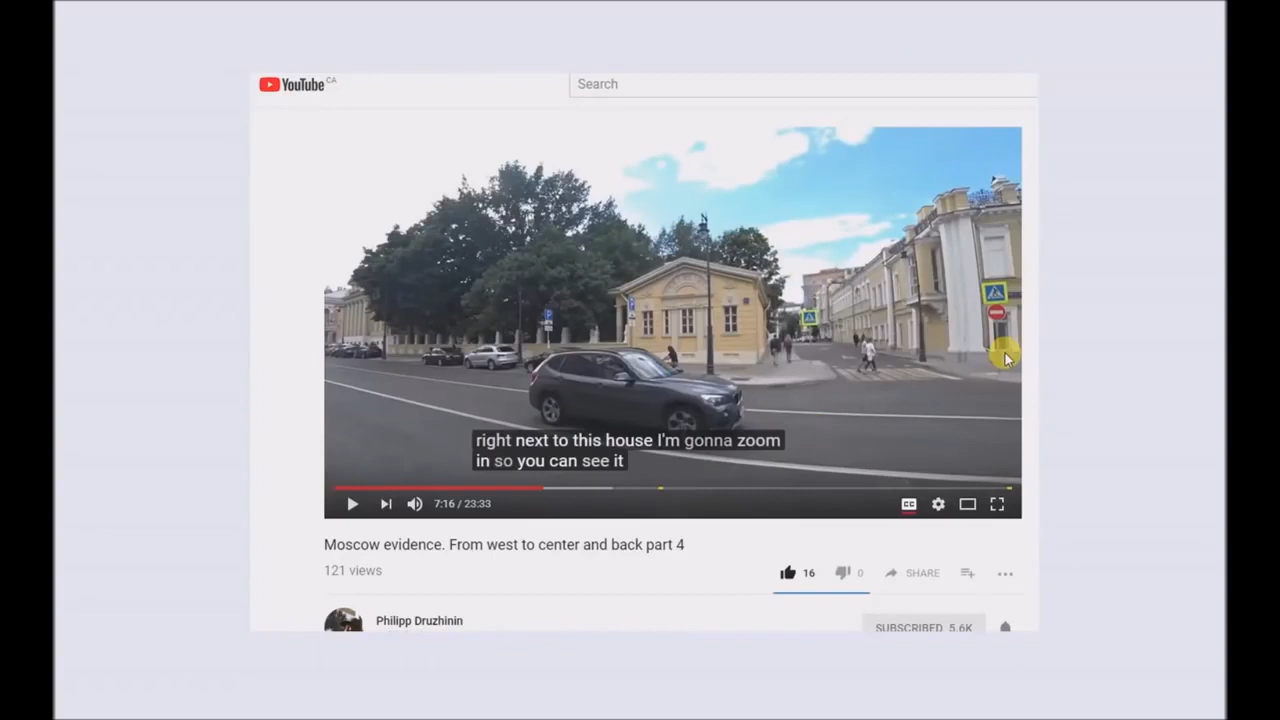 YouTube CA
Search
P
P
right next to this house I'm gonna zoom
in so you can see it
7:16 / 23:33
CC
Moscow evidence. From west to center and back part 4
121 views
16
0
SHARE
Philipp Druzhinin
SUBSCRIBED 5.6K